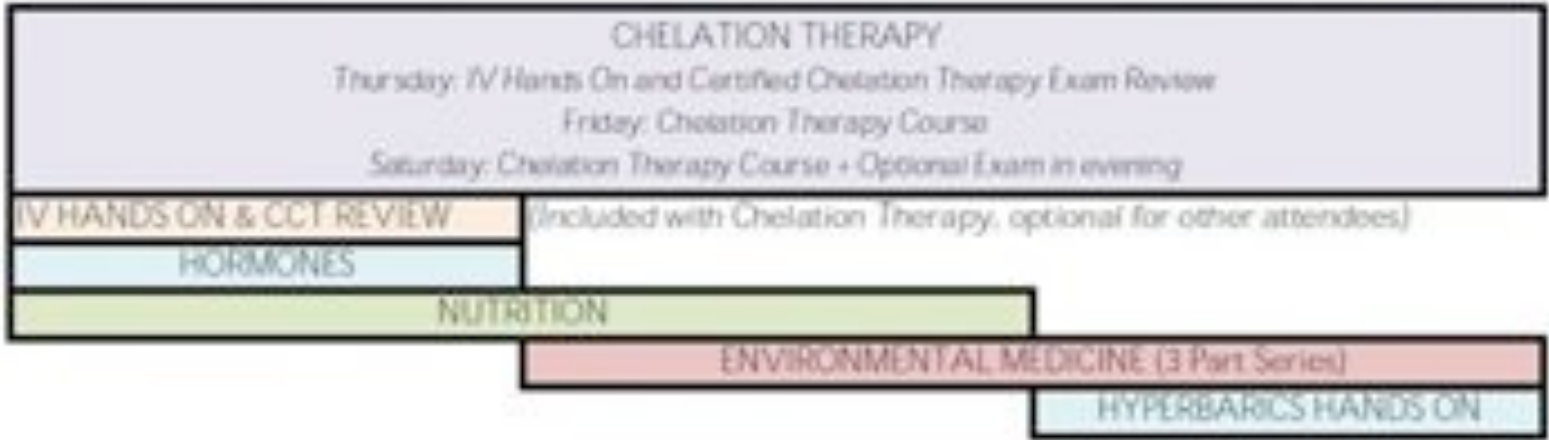 CHELATION THERAPY
Thursday: IV Hands On and Certified Chelation Therapy Exam Review
Friday: Chelation Therapy Course
Saturday: Chelation Therapy Course + Optional Exam in evening
IV HANDS ON & CCT REVIEW
(Included with Chelation Therapy, optional for other attendees)
HORMONES
NUTRITION
ENVIRONMENTAL MEDICINE (3 Part Series)
HYPERBARICS HANDS ON